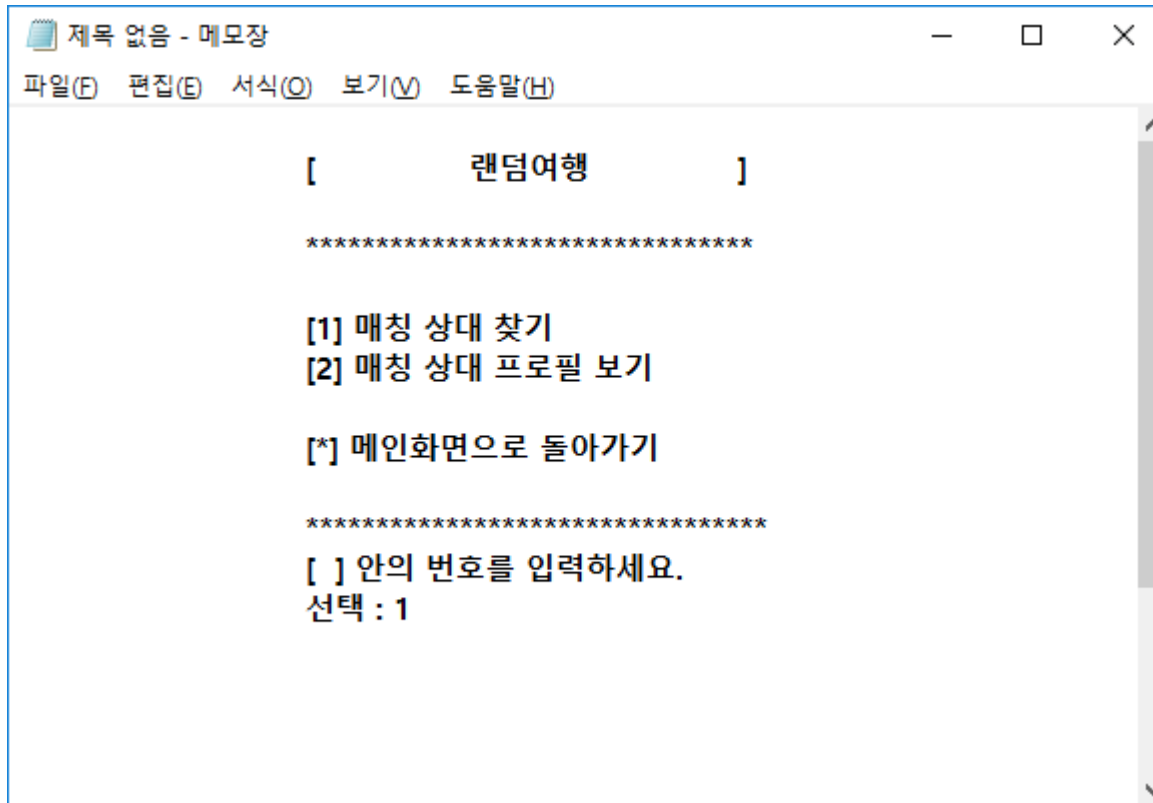 제목 없음 - 메모장
파일(F) 편집(E) 서식(O) 보기(V) 도움말(H)
[ 랜덤여행 ]
********************************
[1] 매칭 상대 찾기
[2] 매칭 상대 프로필 보기
[*] 메인화면으로 돌아가기
*********************************
[ ] 안의 번호를 입력하세요.
선택 : 1